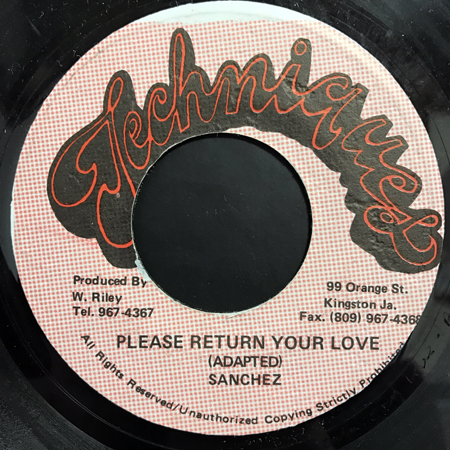 Techniques
Produced By
W. Riley
Tel. 967-4367
99 Orange St.
Kingston Ja.
Fax. (809) 967-4368
PLEASE RETURN YOUR LOVE
(ADAPTED)
SANCHEZ
All Rights Reserved/Unauthorized Copying Strictly Prohibited